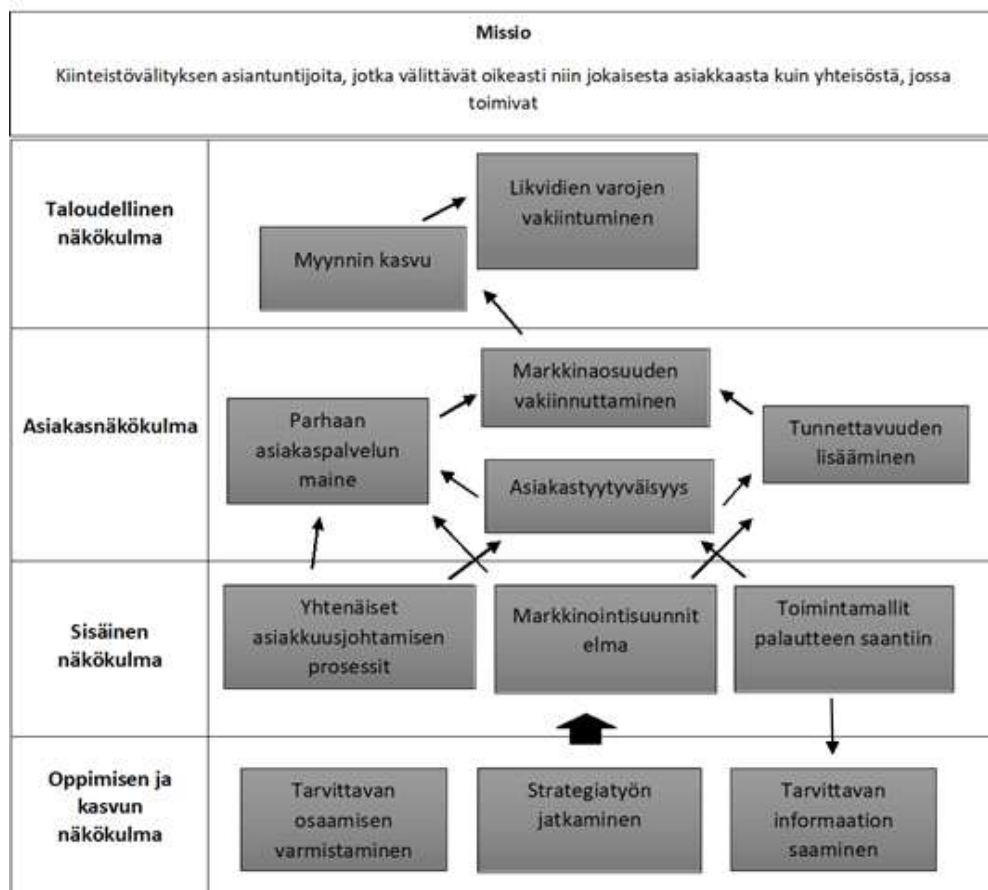 Missio
Kiinteistövälityksen asiantuntijoita, jotka välittävät oikeasti niin jokaisesta asiakkaasta kuin yhteisöstä, jossa
toimivat
Taloudellinen
näkökulma
Likvidien varojen
vakiintuminen
Myynnin kasvu
Asiakasnäkökulma
Markkinaosuuden
vakiinnuttaminen
Parhaan
asiakaspalvelun
maine
Tunnettavuuden
lisääminen
Asiakastyytyväisyys
Sisäinen
näkökulma
Yhtenäiset
asiakkuusjohtamisen
prosessit
Markkinointisuunnit
elma
Toimintamallit
palautteen saantiin
Oppimisen ja
kasvun
näkökulma
Tarvittavan
osaamisen
varmistaminen
Strategiatyön
jatkaminen
Tarvittavan
informaation
saaminen